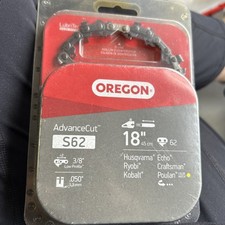 OREGON
AdvanceCut
S62
18"
45 cm
62
3/8"
Low Profile
.050"
1,3 mm
Husqvarna
Ryobi
Kobalt
Echo
Craftsman
Poulan